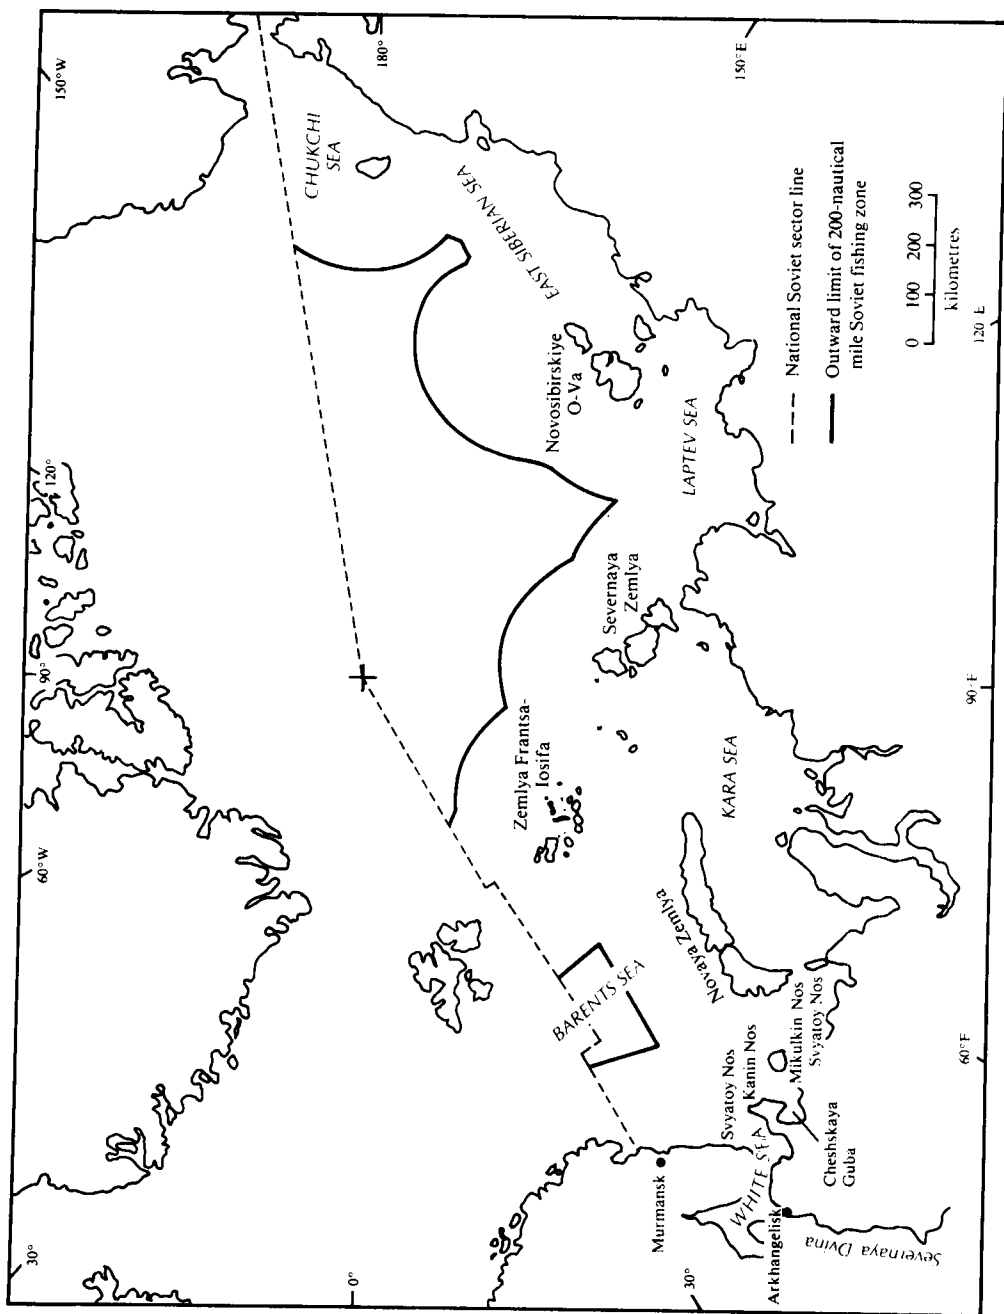 150°W
180°
150°E
CHUKCHI
SEA
EAST SIBERIAN SEA
Novosibirskiye
O-Va
LAPTEV SEA
120°
90°
60°W
30°
0°
30°
Severnaya
Zemlya
Zemlya Frantsa-
Iosifa
KARA SEA
Novaya Zemlya
BARENTS SEA
Murmansk
Svyatoy Nos
Kanin Nos
Mikulkin Nos
Svyatoy Nos
WHITE SEA
Cheshskaya
Guba
Arkhangelisk
Severnaya Dvina
60°E
90°E
120°E
National Soviet sector line
Outward limit of 200-nautical
mile Soviet fishing zone
0 100 200 300
kilometres